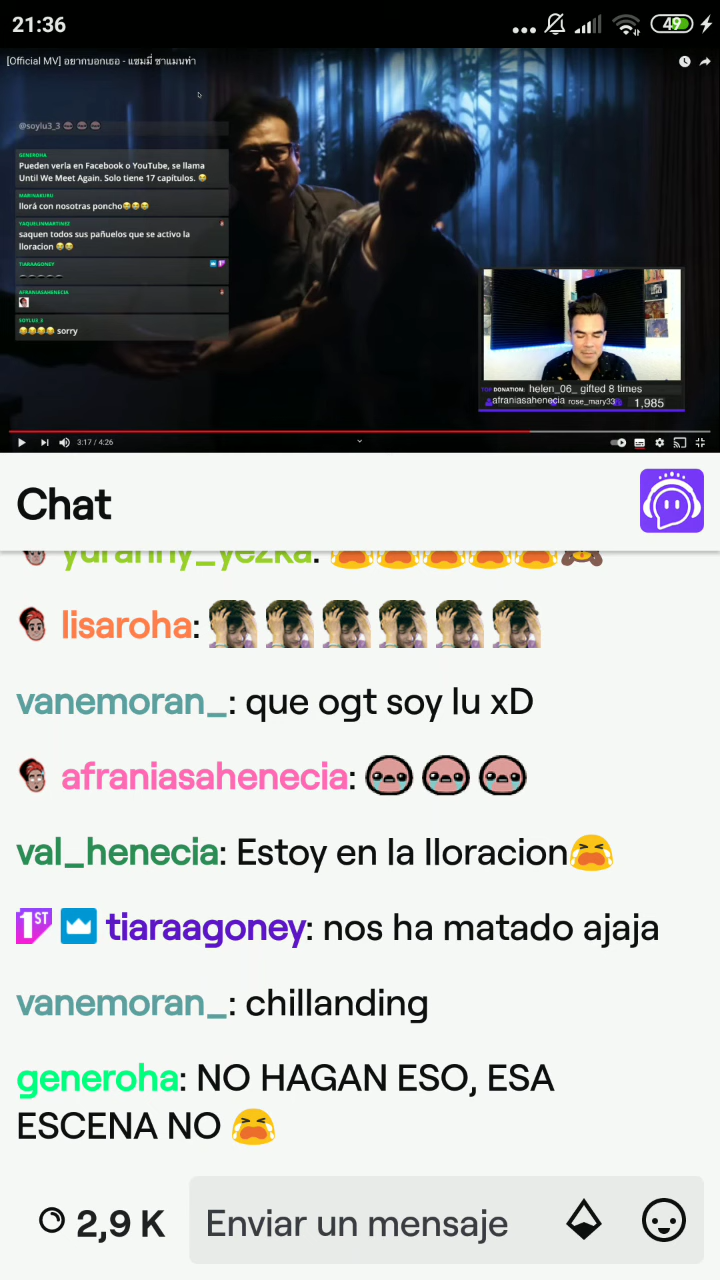 21:36
49
[Official MV] อยากบอกเธอ - แซมมี่ ซาแมนท่า
@soylu3_3
GENEROHA
Pueden verla en Facebook o YouTube, se llama
Until We Meet Again. Solo tiene 17 capítulos. 😭
MARINAKURU
llorá con nosotras poncho😭😭😭
YAQUELINMARTINEZ
saquen todos sus pañuelos que se activo la
lloracion 😭😭
TIARAAGONEY
AFRANIASAHENECIA
SOYLU3_3
😂😂😂😂 sorry
TOP DONATION: helen_06_ gifted 8 times
afraniasahenecia rose_mary33 1,985
3:17 / 4:26
Chat
yuranny_yezka: 😭😭😭😭😭🙈
lisaroha:
vanemoran_: que ogt soy lu xD
afraniasahenecia:
val_henecia: Estoy en la lloracion😭
1ST tiaraagoney: nos ha matado ajaja
vanemoran_: chillanding
generoha: NO HAGAN ESO, ESA
ESCENA NO 😭
2,9 K Enviar un mensaje